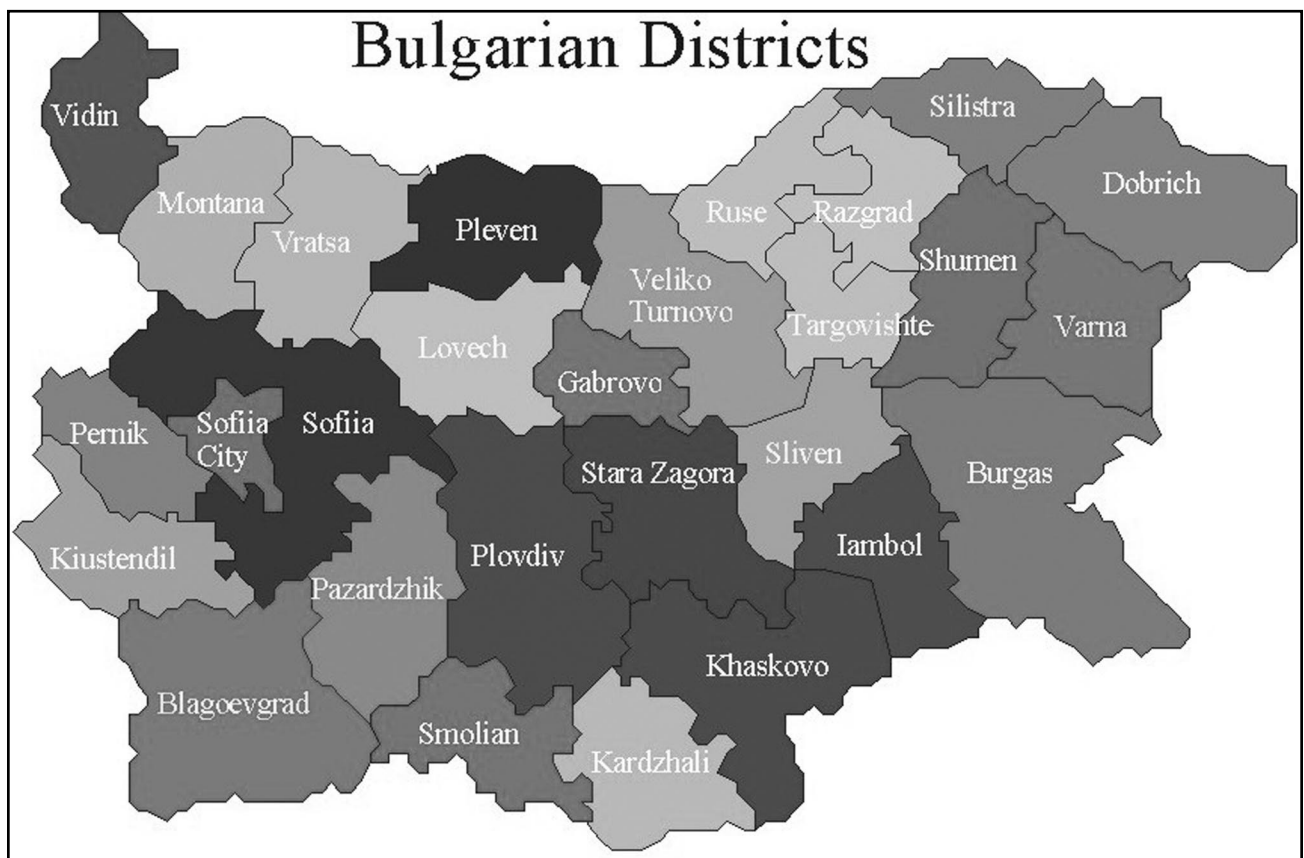 Bulgarian Districts
Vidin
Silistra
Dobrich
Montana
Ruse
Razgrad
Vratsa
Pleven
Shumen
Veliko
Turnovo
Targovishte
Varna
Lovech
Gabrovo
Pernik
Sofiia
City
Sofiia
Stara Zagora
Sliven
Burgas
Kiustendil
Pazardzhik
Plovdiv
Iambol
Khaskovo
Blagoevgrad
Smolian
Kardzhali